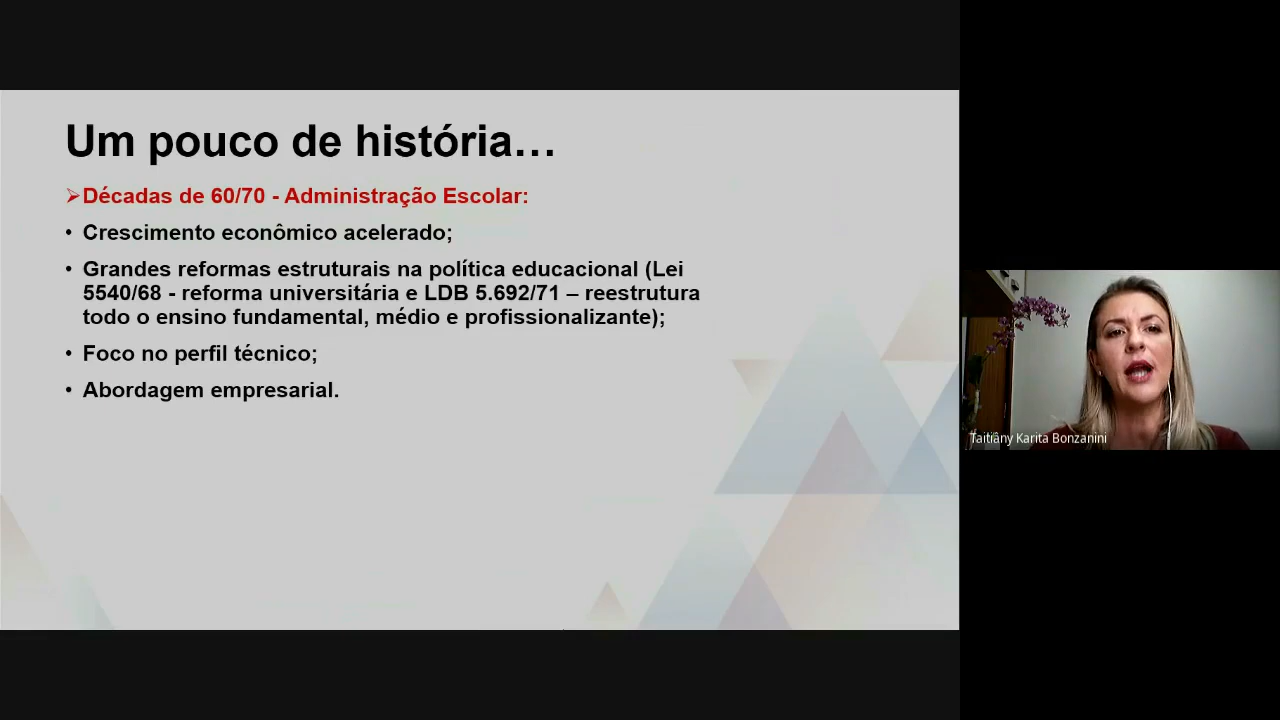 Um pouco de história…
➢Décadas de 60/70 - Administração Escolar:
• Crescimento econômico acelerado;
• Grandes reformas estruturais na política educacional (Lei
5540/68 - reforma universitária e LDB 5.692/71 – reestrutura
todo o ensino fundamental, médio e profissionalizante);
• Foco no perfil técnico;
• Abordagem empresarial.
Taitiâny Karita Bonzanini